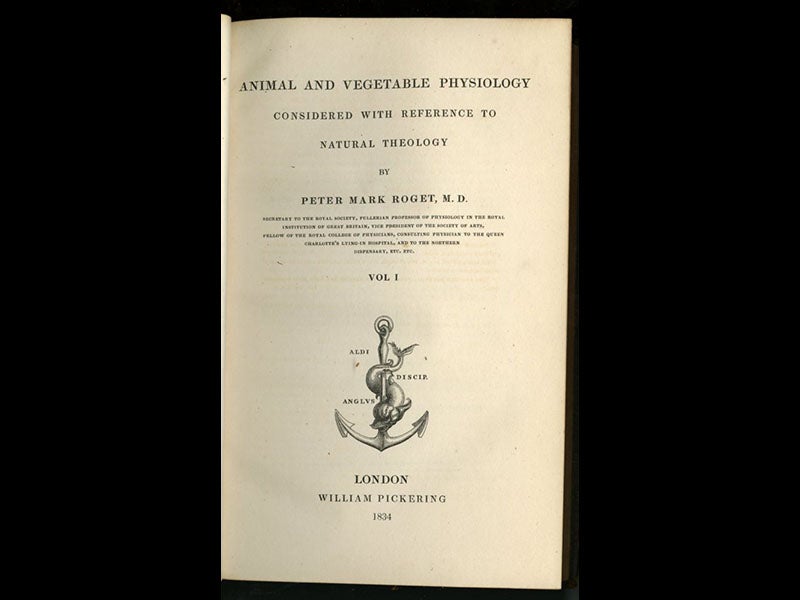 ANIMAL AND VEGETABLE PHYSIOLOGY
CONSIDERED WITH REFERENCE TO
NATURAL THEOLOGY
BY
PETER MARK ROGET, M. D.
SECRETARY TO THE ROYAL SOCIETY, FULLERIAN PROFESSOR OF PHYSIOLOGY IN THE ROYAL
INSTITUTION OF GREAT BRITAIN, VICE PRESIDENT OF THE SOCIETY OF ARTS,
FELLOW OF THE ROYAL COLLEGE OF PHYSICIANS, CONSULTING PHYSICIAN TO THE QUEEN
CHARLOTTE'S LYING-IN HOSPITAL, AND TO THE NORTHERN
DISPENSARY, ETC. ETC.
VOL I
ALDI
DISCIP.
ANGLVS
LONDON
WILLIAM PICKERING
1834